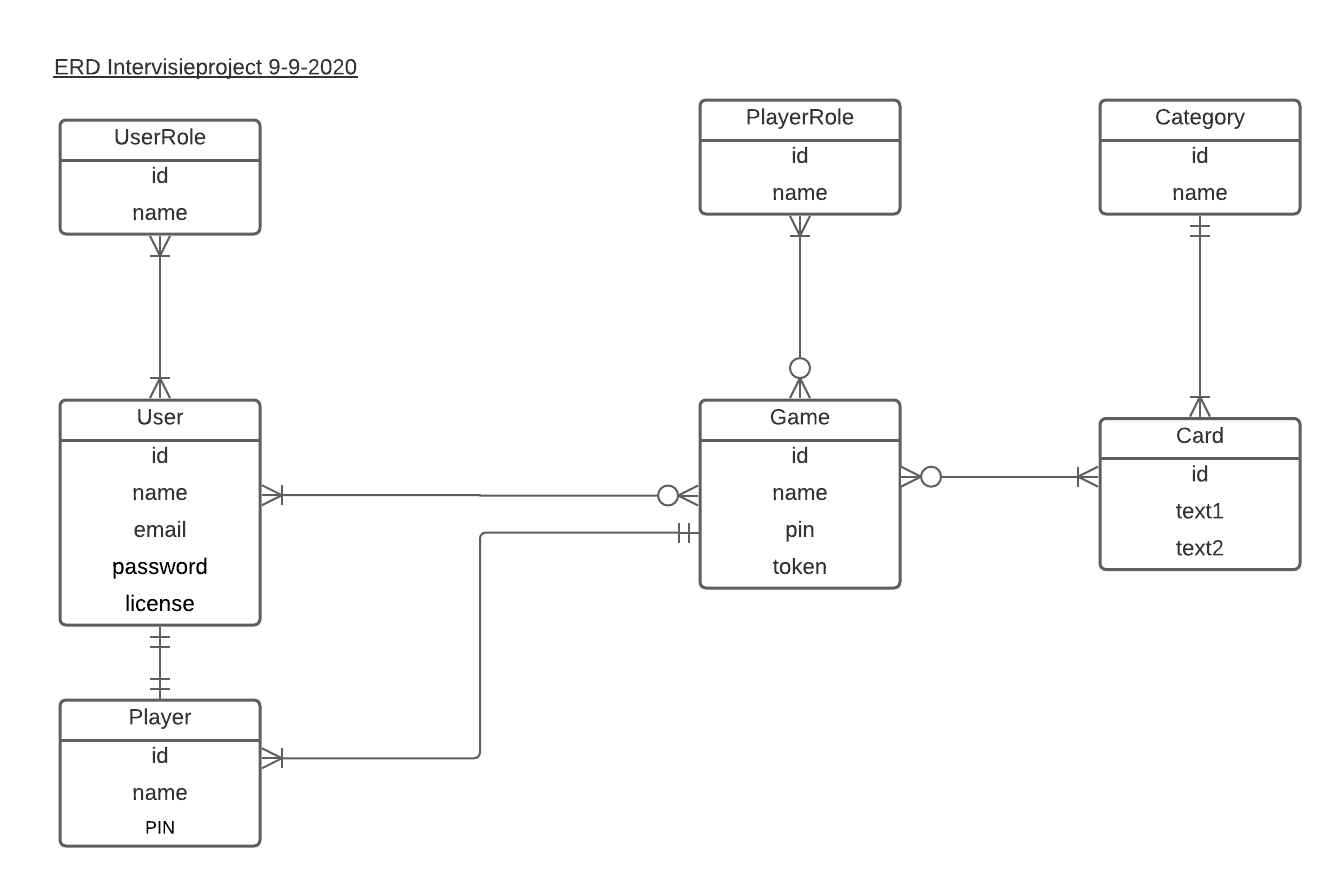 ERD Intervisieproject 9-9-2020
UserRole
id
name
PlayerRole
id
name
Category
id
name
User
id
name
email
password
license
Game
id
name
pin
token
Card
id
text1
text2
Player
id
name
PIN